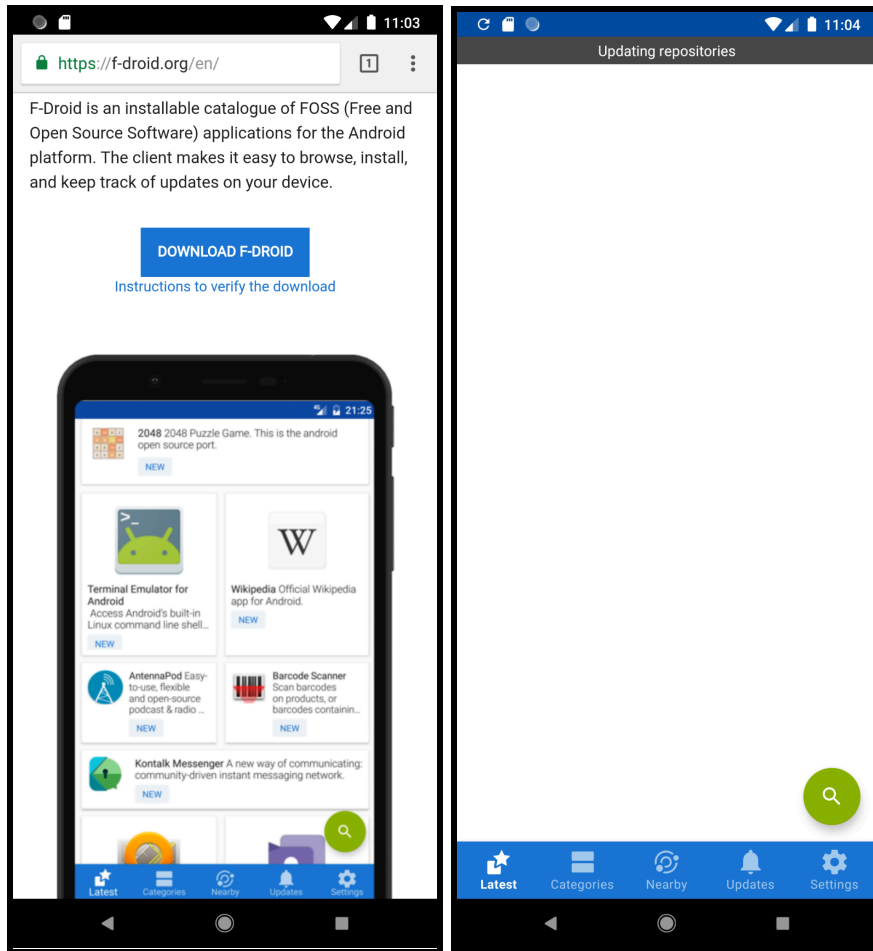 11:03
https://f-droid.org/en/
1
F-Droid is an installable catalogue of FOSS (Free and
Open Source Software) applications for the Android
platform. The client makes it easy to browse, install,
and keep track of updates on your device.
DOWNLOAD F-DROID
Instructions to verify the download
4G 21:25
2048 2048 Puzzle Game. This is the android
open source port.
NEW
>_
Terminal Emulator for
Android
Access Android's built-in
Linux command line shell...
NEW
W
Wikipedia Official Wikipedia
app for Android.
NEW
AntennaPod Easy-
to-use, flexible
and open-source
podcast & radio ...
NEW
Barcode Scanner
Scan barcodes
on products, or
barcodes containin...
NEW
Kontalk Messenger A new way of communicating:
community-driven instant messaging network.
NEW
Latest
Categories
Nearby
Updates
Settings
11:04
Updating repositories
Latest
Categories
Nearby
Updates
Settings